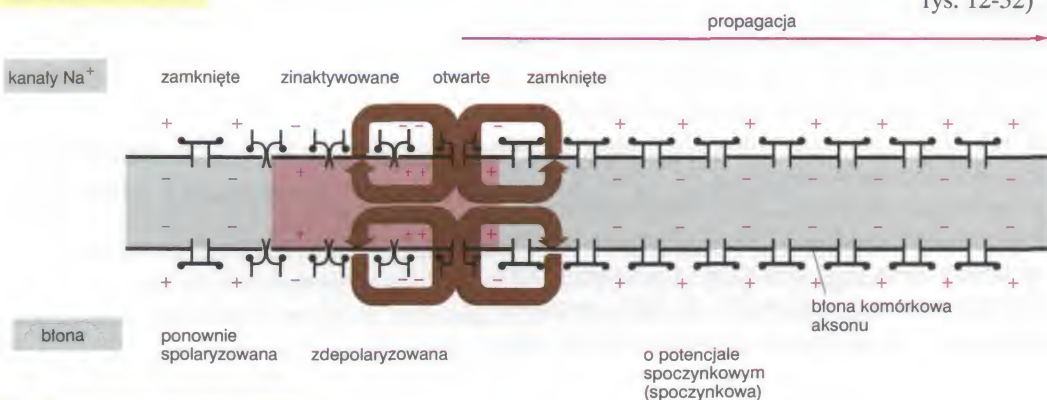 rys. 12-32)
propagacja
kanały Na+
zamknięte
zinaktywowane
otwarte
zamknięte
błona komórkowa
aksonu
błona
ponownie
spolaryzowana
zdepolaryzowana
o potencjale
spoczynkowym
(spoczynkowa)